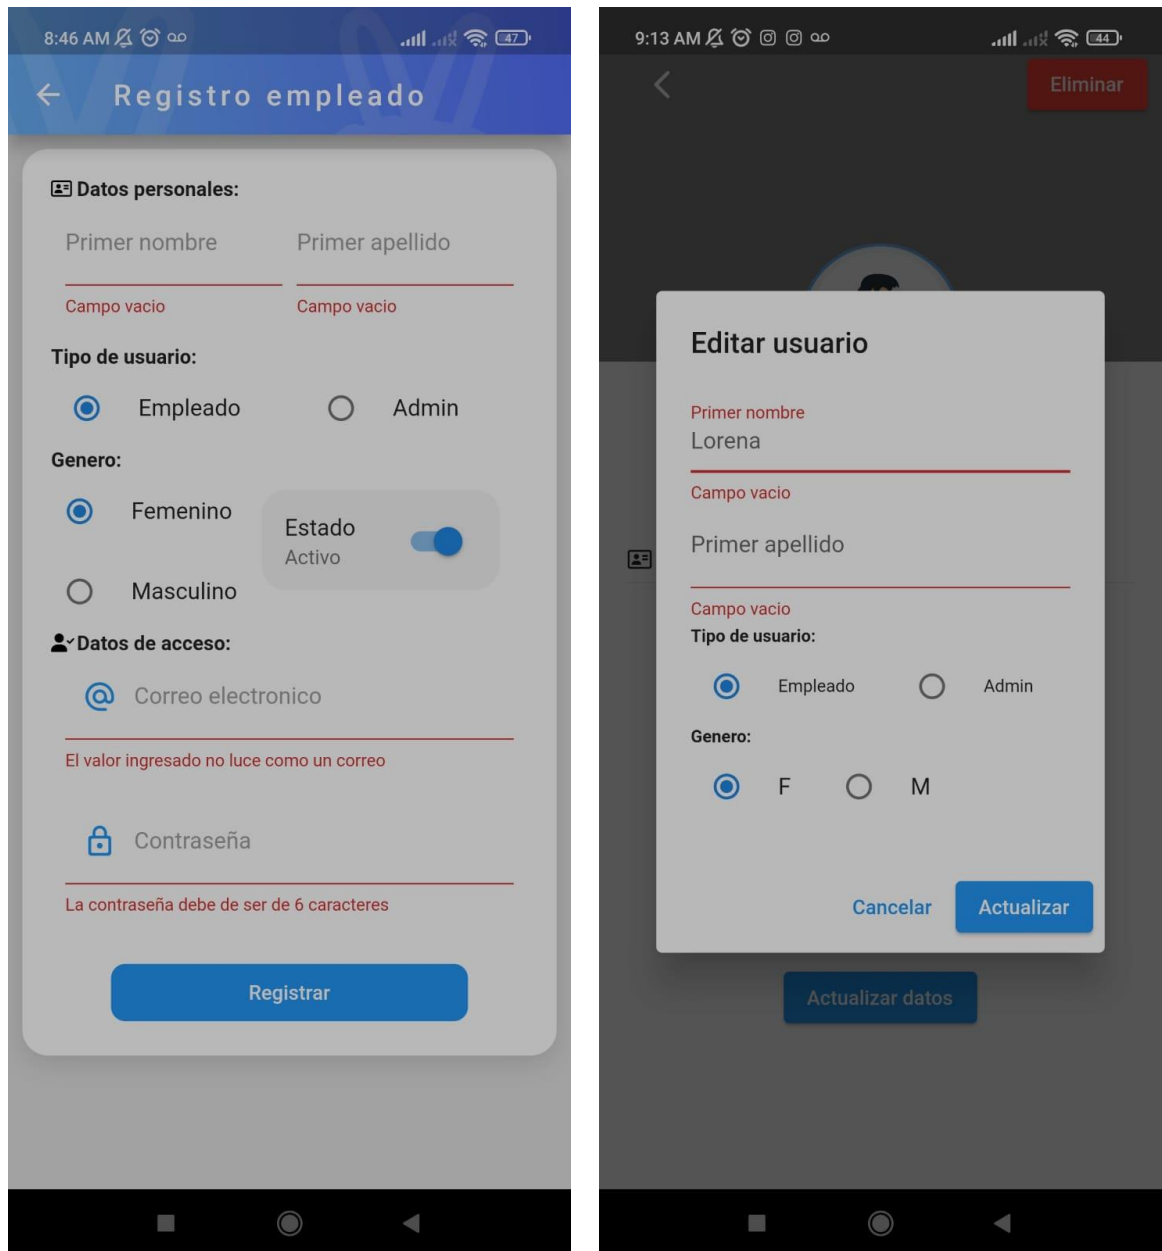 8:46 AM
47
Registro empleado
Datos personales:
Primer nombre Primer apellido
Campo vacio Campo vacio
Tipo de usuario:
Empleado Admin
Genero:
Femenino
Estado
Activo
Masculino
Datos de acceso:
Correo electronico
El valor ingresado no luce como un correo
Contraseña
La contraseña debe de ser de 6 caracteres
Registrar
9:13 AM
44
Eliminar
Editar usuario
Primer nombre
Lorena
Campo vacio
Primer apellido
Campo vacio
Tipo de usuario:
Empleado Admin
Genero:
F M
Cancelar Actualizar
Actualizar datos